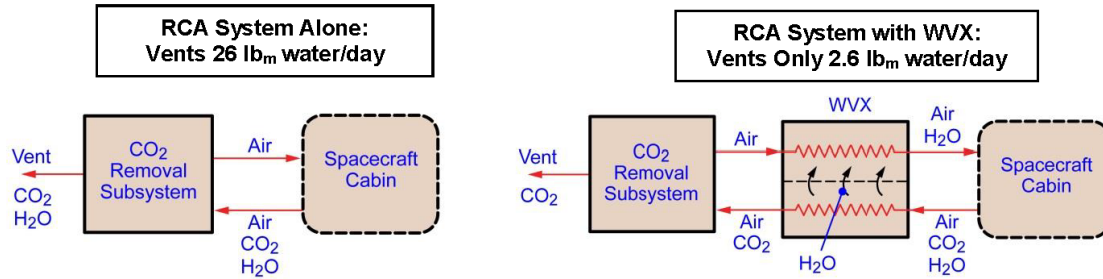 RCA System Alone:
Vents 26 lbₘ water/day
Vent
CO₂
H₂O
CO₂
Removal
Subsystem
Air
Air
CO₂
H₂O
Spacecraft
Cabin
RCA System with WVX:
Vents Only 2.6 lbₘ water/day
WVX
Vent
CO₂
CO₂
Removal
Subsystem
Air
Air
CO₂
H₂O
Air
H₂O
Air
CO₂
H₂O
Spacecraft
Cabin